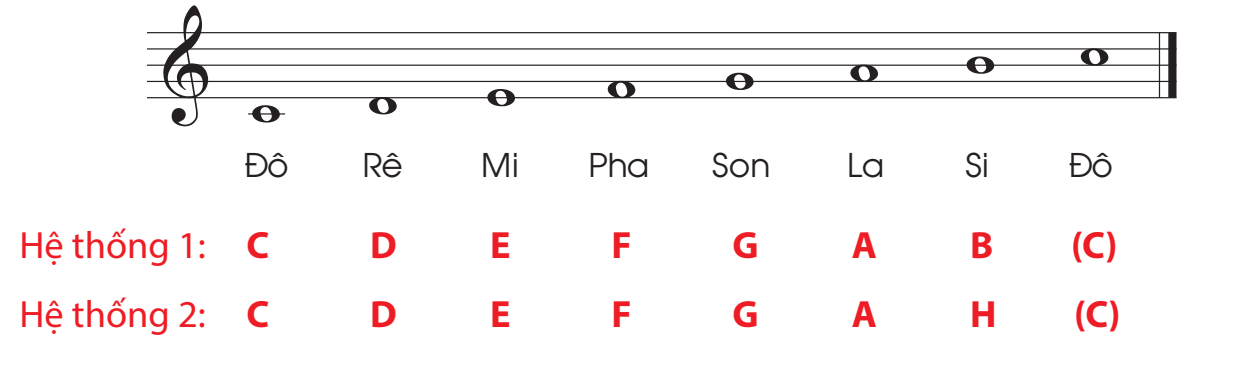 Đô Rê Mi Pha Son La Si Đô
Hệ thống 1: C D E F G A B (C)
Hệ thống 2: C D E F G A H (C)